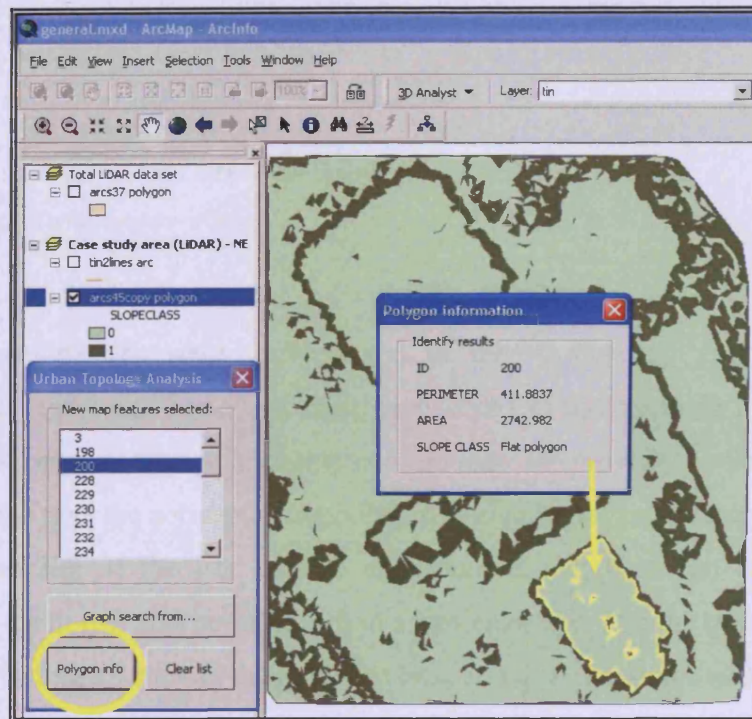 general.mxd - ArcMap - ArcInfo
File Edit View Insert Selection Tools Window Help
100%
3D Analyst
Layer: tin
Total LiDAR data set
arcs37 polygon
Case study area (LiDAR) - NE
tin2lines arc
arcs45copy polygon
SLOPECLASS
0
1
Urban Topology Analysis
New map features selected:
3
198
200
228
229
230
231
232
234
Graph search from...
Polygon info
Clear list
Polygon information
Identify results
ID 200
PERIMETER 411.8837
AREA 2742.982
SLOPE CLASS Flat polygon